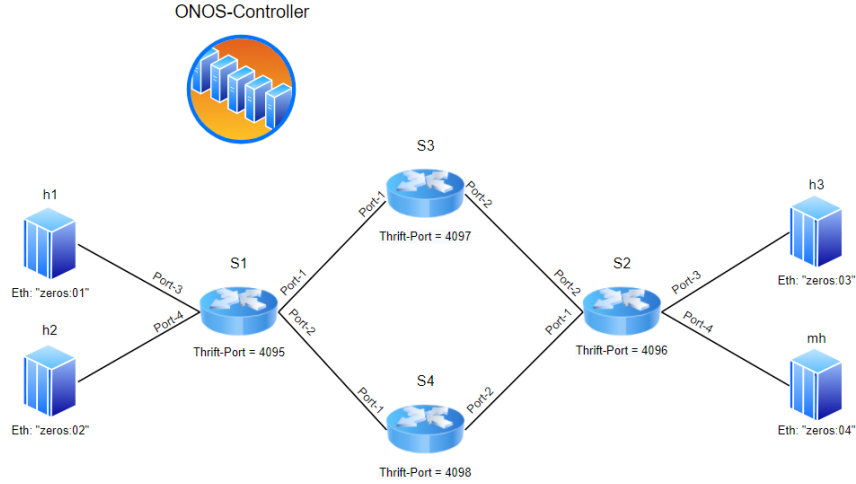 ONOS-Controller
S3
Port-1
Port-2
Thrift-Port = 4097
h1
h3
Eth: "zeros:01"
Port-3
S1
Port-1
Port-2
S2
Port-3
Eth: "zeros:03"
h2
Port-4
Port-2
Port-1
Port-4
mh
Thrift-Port = 4095
Thrift-Port = 4096
S4
Port-1
Port-2
Eth: "zeros:02"
Eth: "zeros:04"
Thrift-Port = 4098